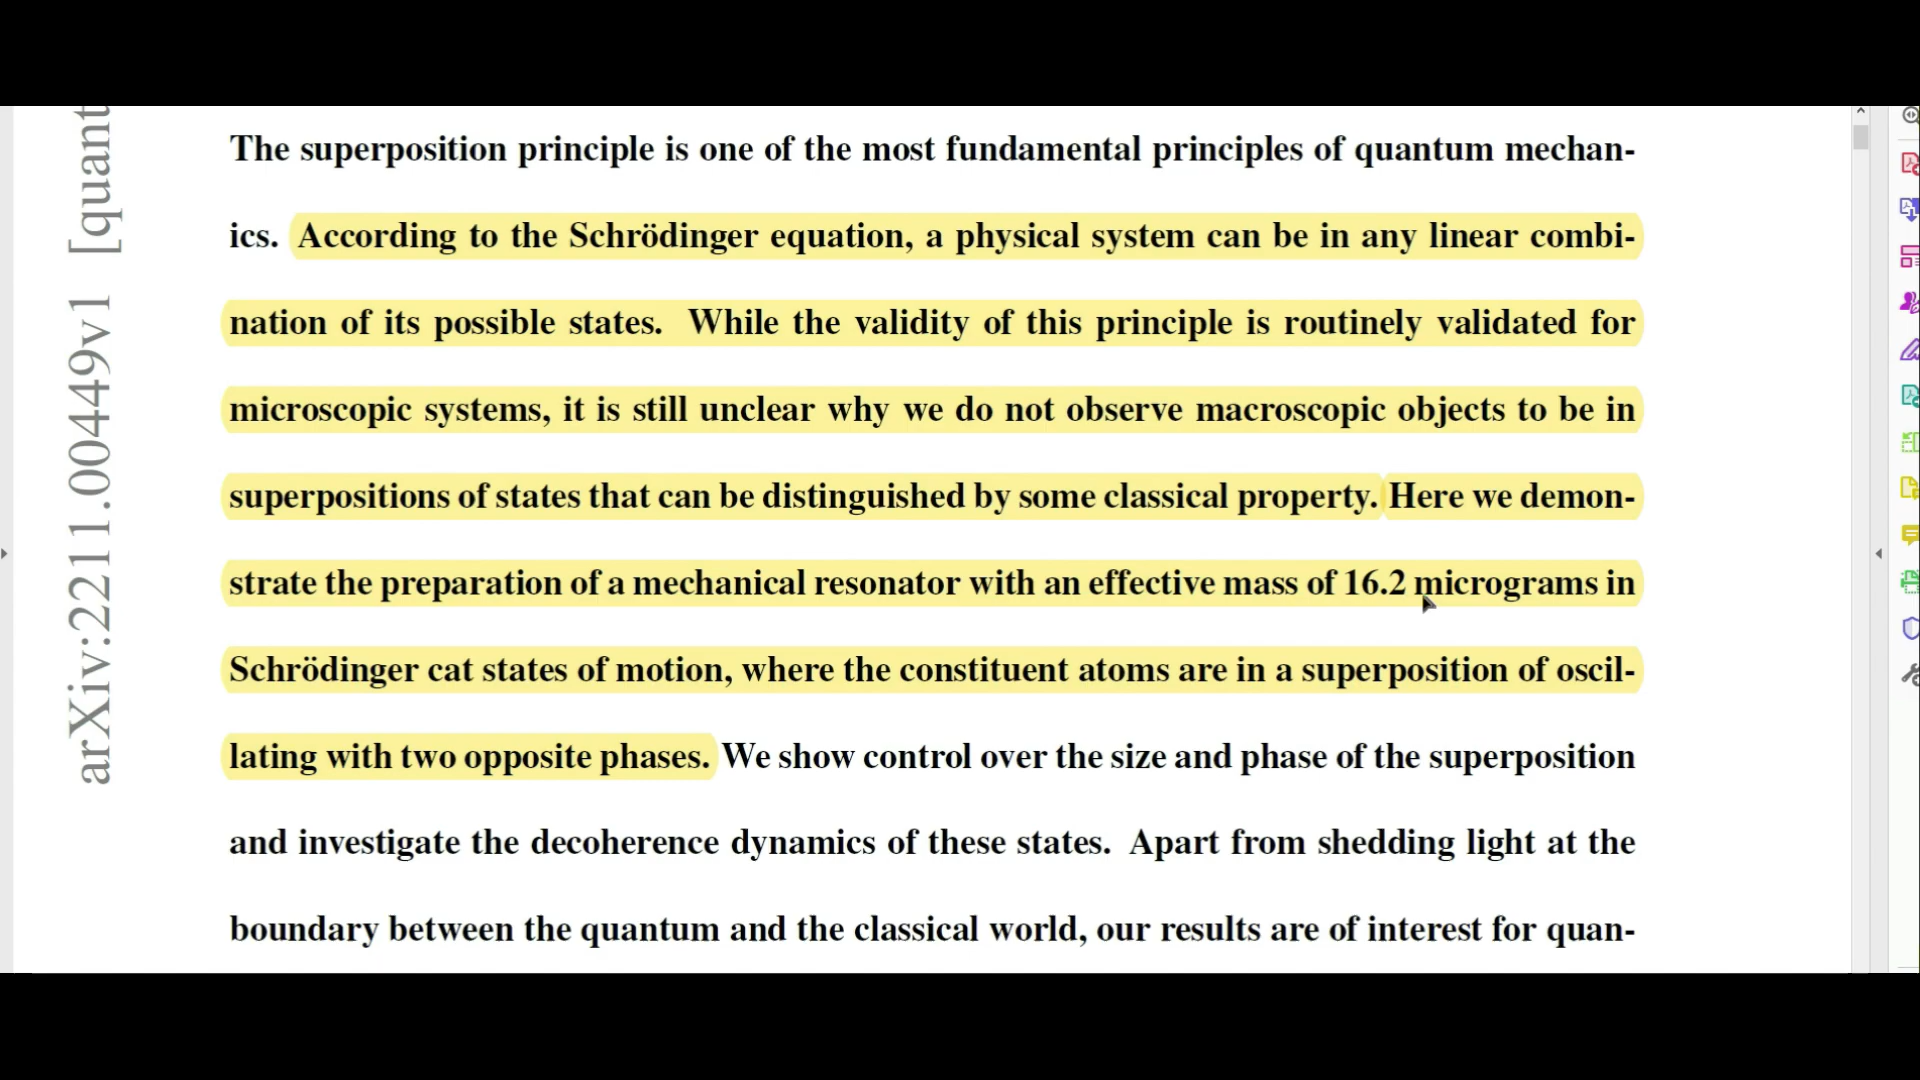 The superposition principle is one of the most fundamental principles of quantum mechan-
ics. According to the Schrödinger equation, a physical system can be in any linear combi-
nation of its possible states. While the validity of this principle is routinely validated for
microscopic systems, it is still unclear why we do not observe macroscopic objects to be in
superpositions of states that can be distinguished by some classical property. Here we demon-
strate the preparation of a mechanical resonator with an effective mass of 16.2 micrograms in
Schrödinger cat states of motion, where the constituent atoms are in a superposition of oscil-
lating with two opposite phases. We show control over the size and phase of the superposition
and investigate the decoherence dynamics of these states. Apart from shedding light at the
boundary between the quantum and the classical world, our results are of interest for quan-
arXiv:2211.00449v1 [quant